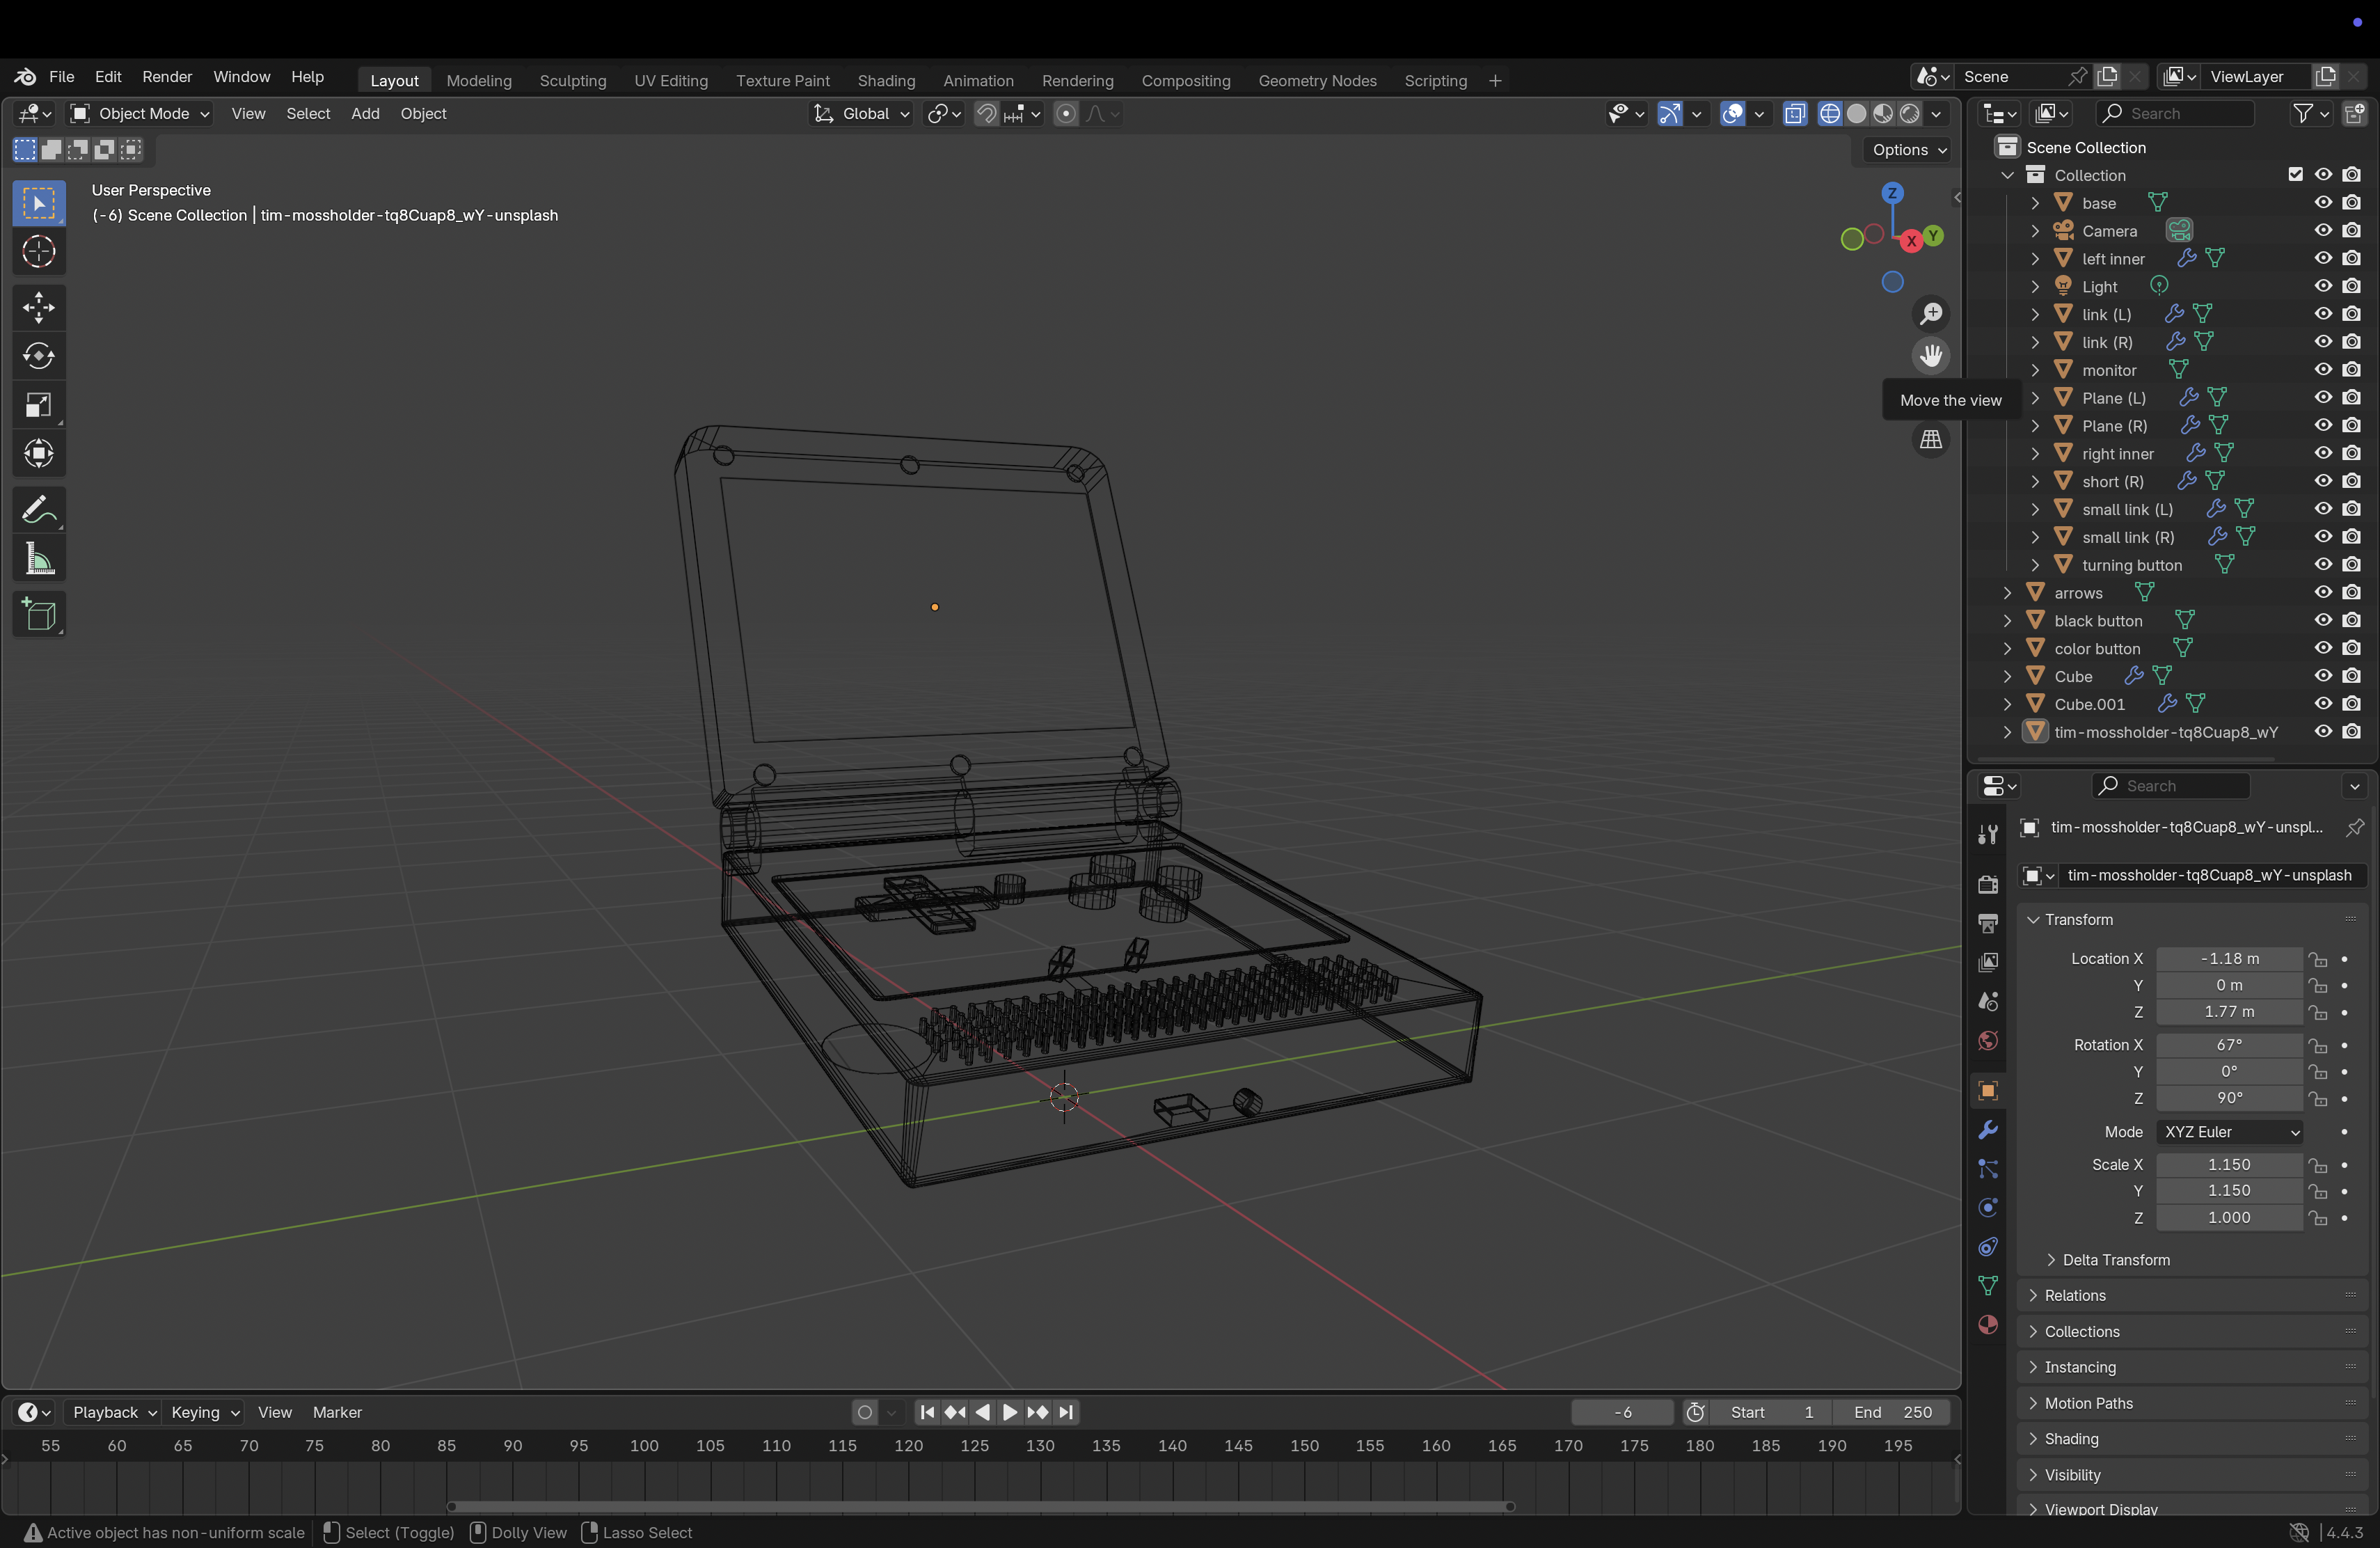 File Edit Render Window Help Layout Modeling Sculpting UV Editing Texture Paint Shading Animation Rendering Compositing Geometry Nodes Scripting + Scene ViewLayer
Object Mode View Select Add Object Global Search
Options
User Perspective
(-6) Scene Collection | tim-mossholder-tq8Cuap8_wY-unsplash
Z
X
Y
Move the view
Scene Collection
Collection
base
Camera
left inner
Light
link (L)
link (R)
monitor
Plane (L)
Plane (R)
right inner
short (R)
small link (L)
small link (R)
turning button
arrows
black button
color button
Cube
Cube.001
tim-mossholder-tq8Cuap8_wY
Search
tim-mossholder-tq8Cuap8_wY-unspl...
tim-mossholder-tq8Cuap8_wY-unsplash
Transform
Location X -1.18 m
Y 0 m
Z 1.77 m
Rotation X 67°
Y 0°
Z 90°
Mode XYZ Euler
Scale X 1.150
Y 1.150
Z 1.000
Delta Transform
Relations
Collections
Instancing
Motion Paths
Shading
Visibility
Viewport Display
Playback Keying View Marker -6 Start 1 End 250
55 60 65 70 75 80 85 90 95 100 105 110 115 120 125 130 135 140 145 150 155 160 165 170 175 180 185 190 195
Active object has non-uniform scale Select (Toggle) Dolly View Lasso Select 4.4.3